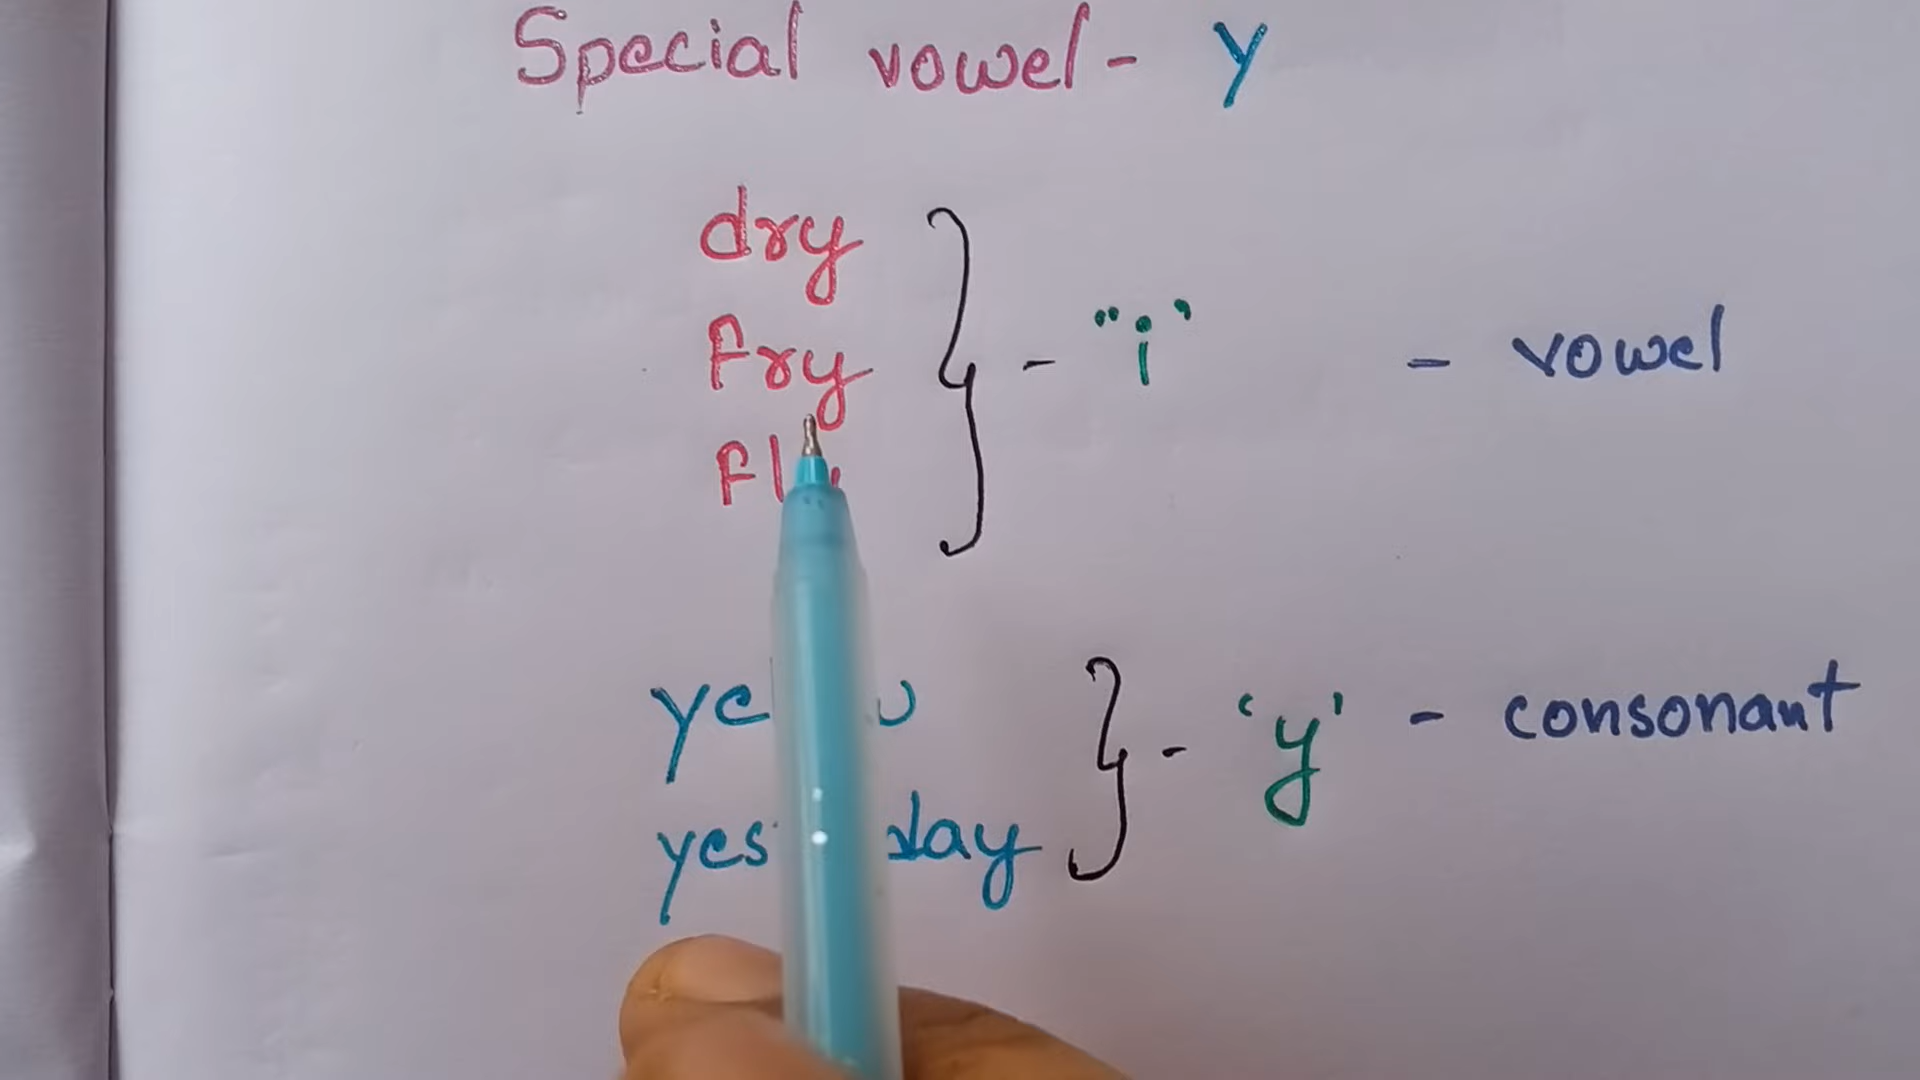 Special vowel - y
dry
Fry
- "i' - vowel
- 'y' - consonant